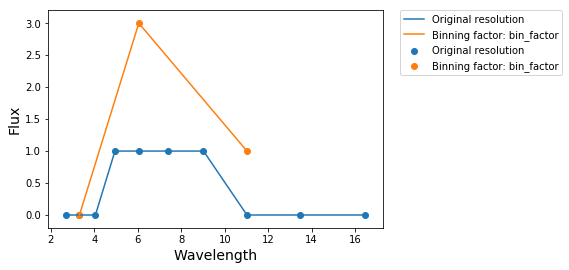 3.0
2.5
2.0
1.5
1.0
0.5
0.0
Flux
2
4
6
8
10
12
14
16
Wavelength
Original resolution
Binning factor: bin_factor
Original resolution
Binning factor: bin_factor